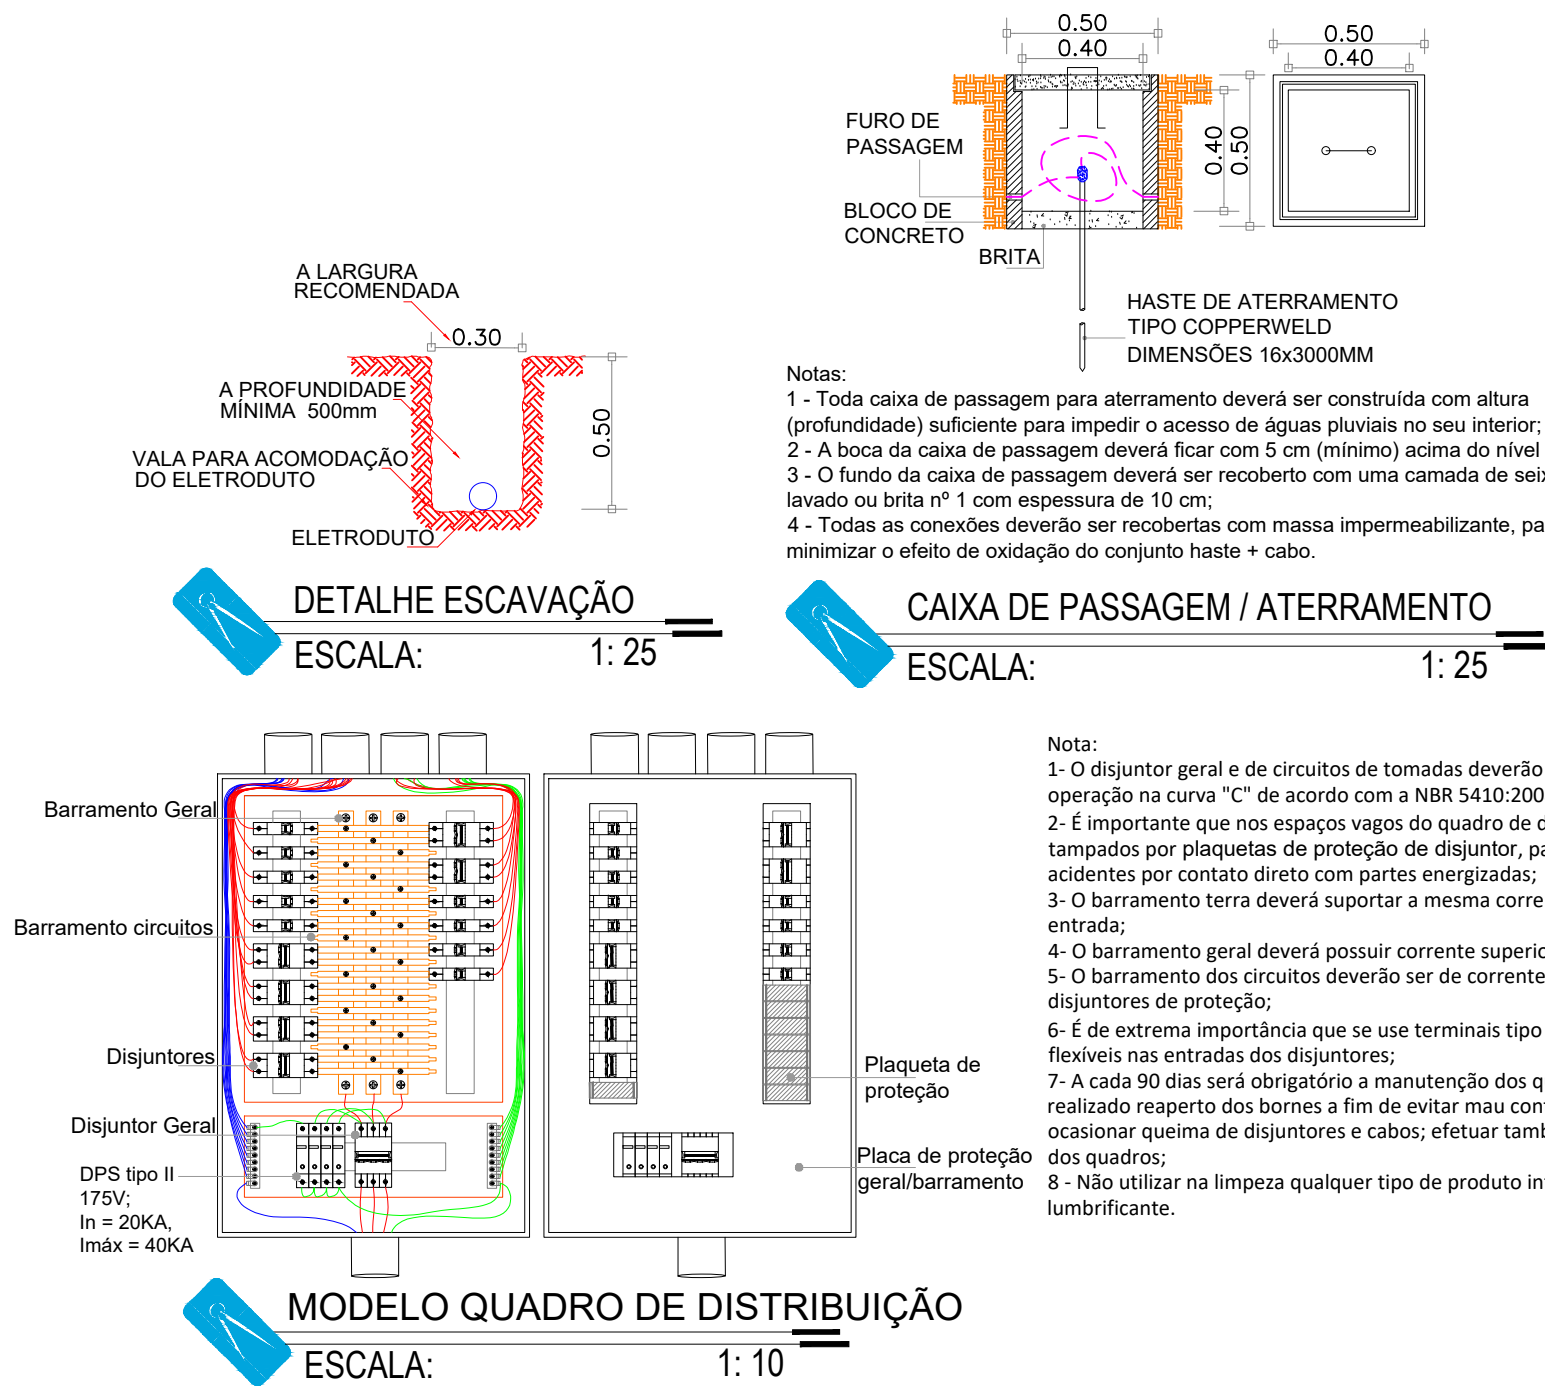 0.50
0.40
0.50
0.40
FURO DE
PASSAGEM
0.40
0.50
BLOCO DE
CONCRETO
BRITA
HASTE DE ATERRAMENTO
TIPO COPPERWELD
DIMENSÕES 16x3000MM
A LARGURA
RECOMENDADA
0.30
A PROFUNDIDADE
MÍNIMA 500mm
0.50
VALA PARA ACOMODAÇÃO
DO ELETRODUTO
ELETRODUTO
Notas:
1 - Toda caixa de passagem para aterramento deverá ser construída com altura
(profundidade) suficiente para impedir o acesso de águas pluviais no seu interior;
2 - A boca da caixa de passagem deverá ficar com 5 cm (mínimo) acima do nível
3 - O fundo da caixa de passagem deverá ser recoberto com uma camada de seix
lavado ou brita nº 1 com espessura de 10 cm;
4 - Todas as conexões deverão ser recobertas com massa impermeabilizante, pa
minimizar o efeito de oxidação do conjunto haste + cabo.
DETALHE ESCAVAÇÃO
ESCALA: 1: 25
CAIXA DE PASSAGEM / ATERRAMENTO
ESCALA: 1: 25
Barramento Geral
Barramento circuitos
Disjuntores
Disjuntor Geral
DPS tipo II
175V;
In = 20KA,
Imáx = 40KA
Plaqueta de
proteção
Placa de proteção
geral/barramento
Nota:
1- O disjuntor geral e de circuitos de tomadas deverão
operação na curva "C" de acordo com a NBR 5410:200
2- É importante que nos espaços vagos do quadro de d
tampados por plaquetas de proteção de disjuntor, pa
acidentes por contato direto com partes energizadas;
3- O barramento terra deverá suportar a mesma corre
entrada;
4- O barramento geral deverá possuir corrente superio
5- O barramento dos circuitos deverão ser de corrente
disjuntores de proteção;
6- É de extrema importância que se use terminais tipo
flexíveis nas entradas dos disjuntores;
7- A cada 90 dias será obrigatório a manutenção dos q
realizado reaperto dos bornes a fim de evitar mau con
ocasionar queima de disjuntores e cabos; efetuar tamb
dos quadros;
8 - Não utilizar na limpeza qualquer tipo de produto in
lumbrificante.
MODELO QUADRO DE DISTRIBUIÇÃO
ESCALA: 1: 10